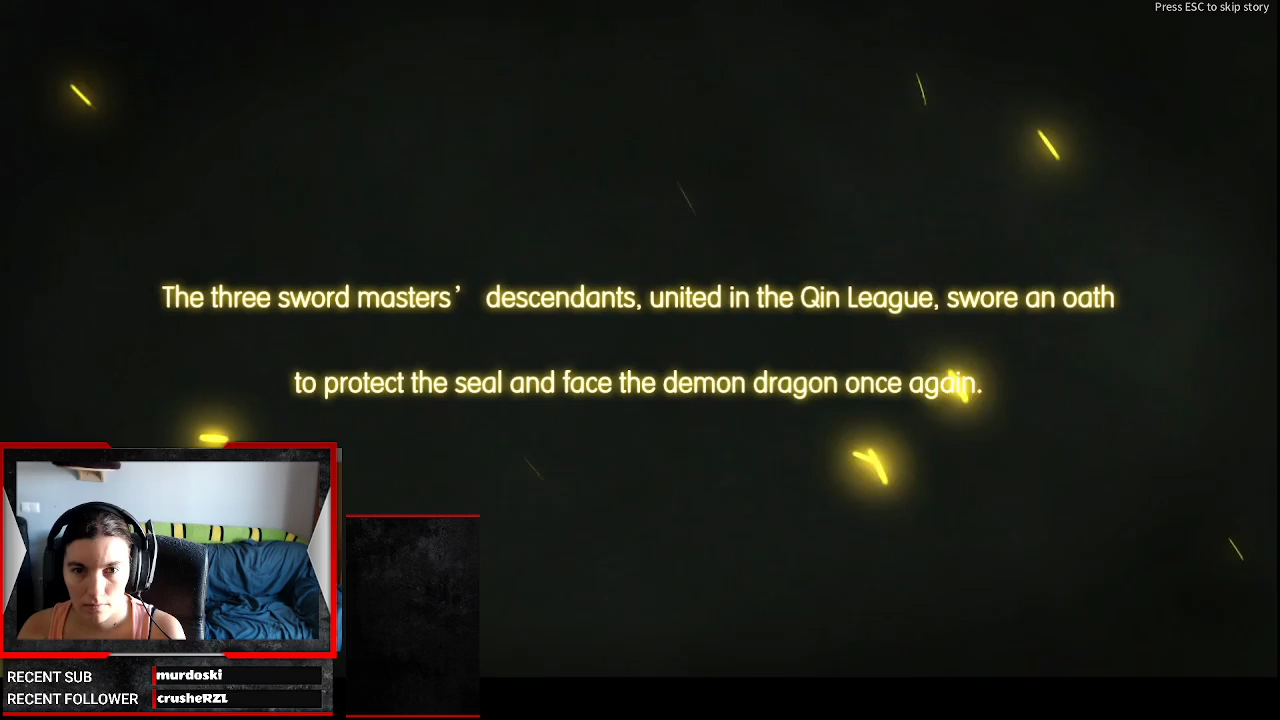 Press ESC to skip story
The three sword masters’ descendants, united in the Qin League, swore an oath
to protect the seal and face the demon dragon once again.
RECENT SUB murdoski
RECENT FOLLOWER crusheRZL